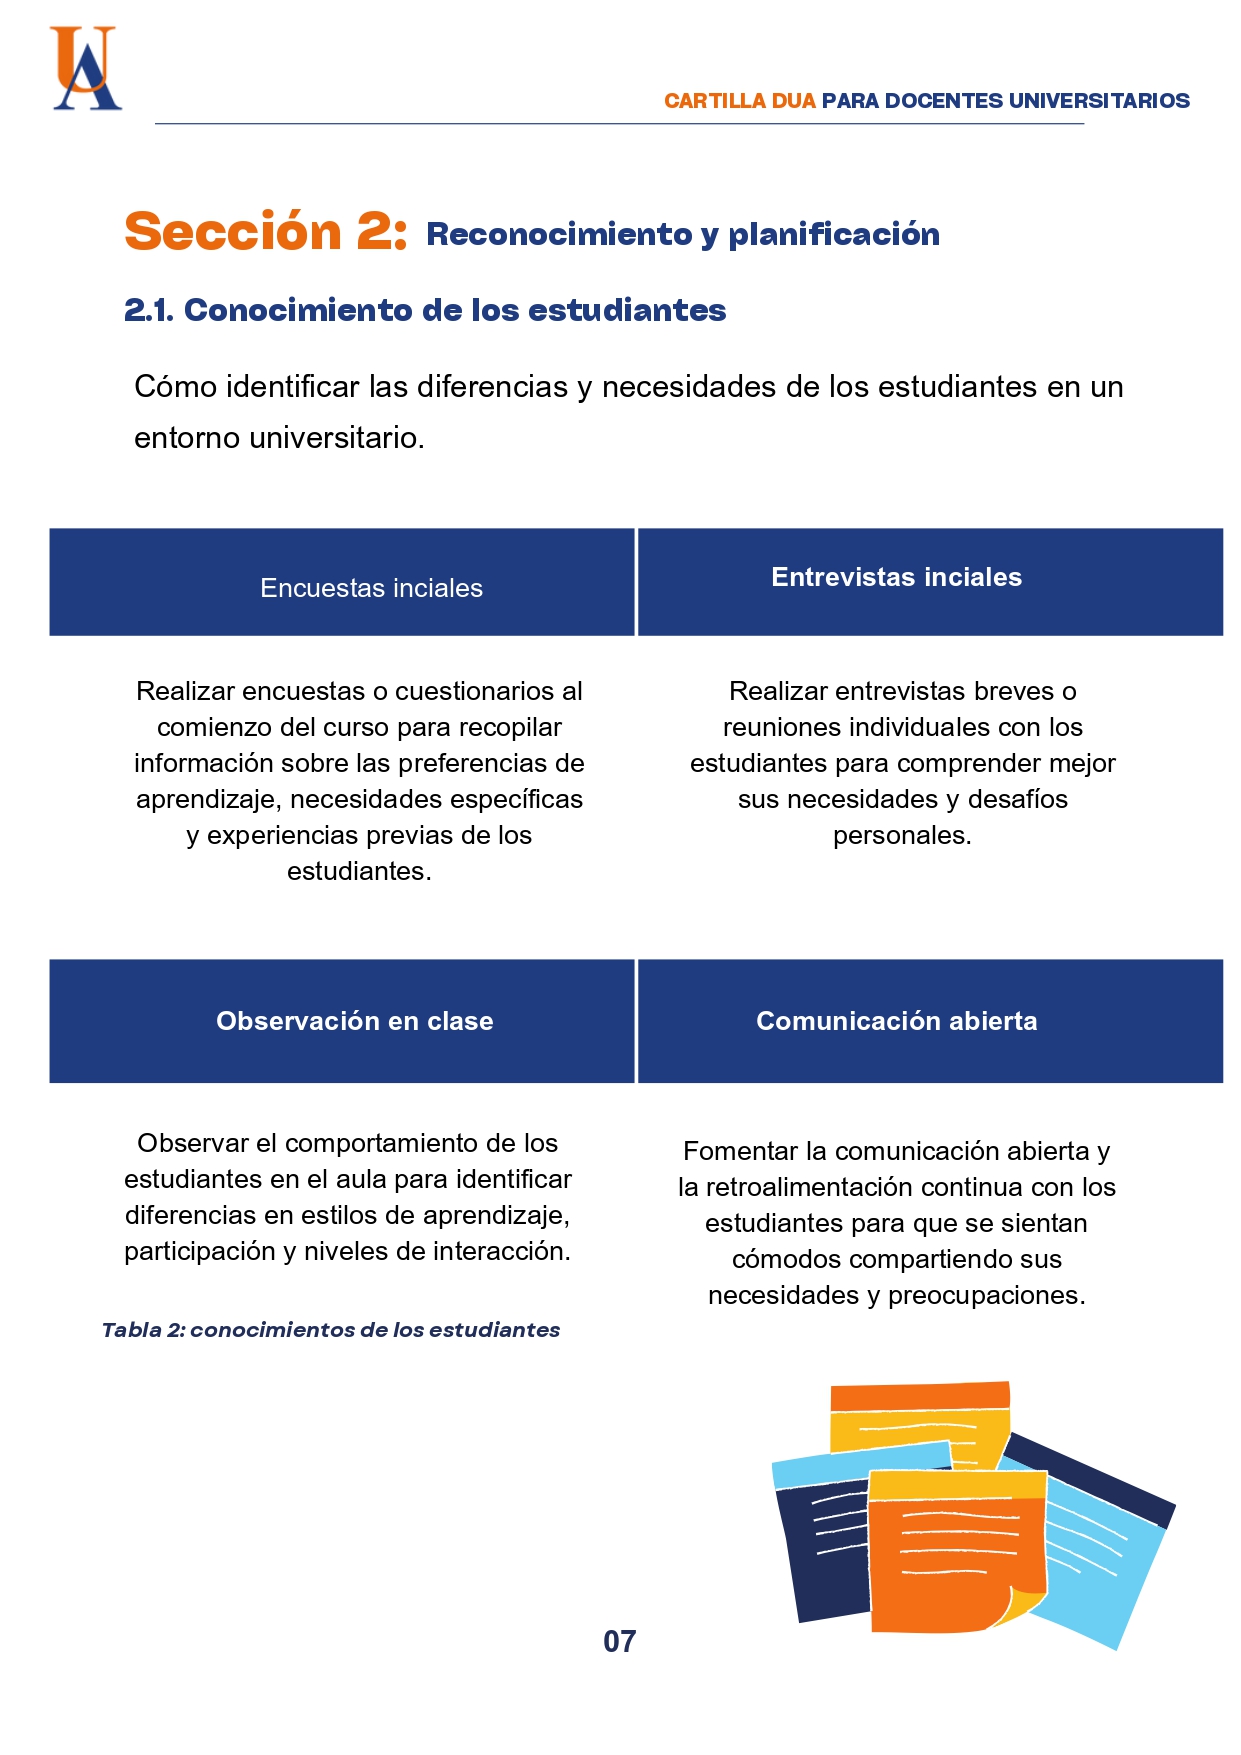 UA
CARTILLA DUA PARA DOCENTES UNIVERSITARIOS
Sección 2: Reconocimiento y planificación
2.1. Conocimiento de los estudiantes
Cómo identificar las diferencias y necesidades de los estudiantes en un
entorno universitario.
Encuestas inciales
Realizar encuestas o cuestionarios al
comienzo del curso para recopilar
información sobre las preferencias de
aprendizaje, necesidades específicas
y experiencias previas de los
estudiantes.
Entrevistas inciales
Realizar entrevistas breves o
reuniones individuales con los
estudiantes para comprender mejor
sus necesidades y desafíos
personales.
Observación en clase
Observar el comportamiento de los
estudiantes en el aula para identificar
diferencias en estilos de aprendizaje,
participación y niveles de interacción.
Comunicación abierta
Fomentar la comunicación abierta y
la retroalimentación continua con los
estudiantes para que se sientan
cómodos compartiendo sus
necesidades y preocupaciones.
Tabla 2: conocimientos de los estudiantes
07